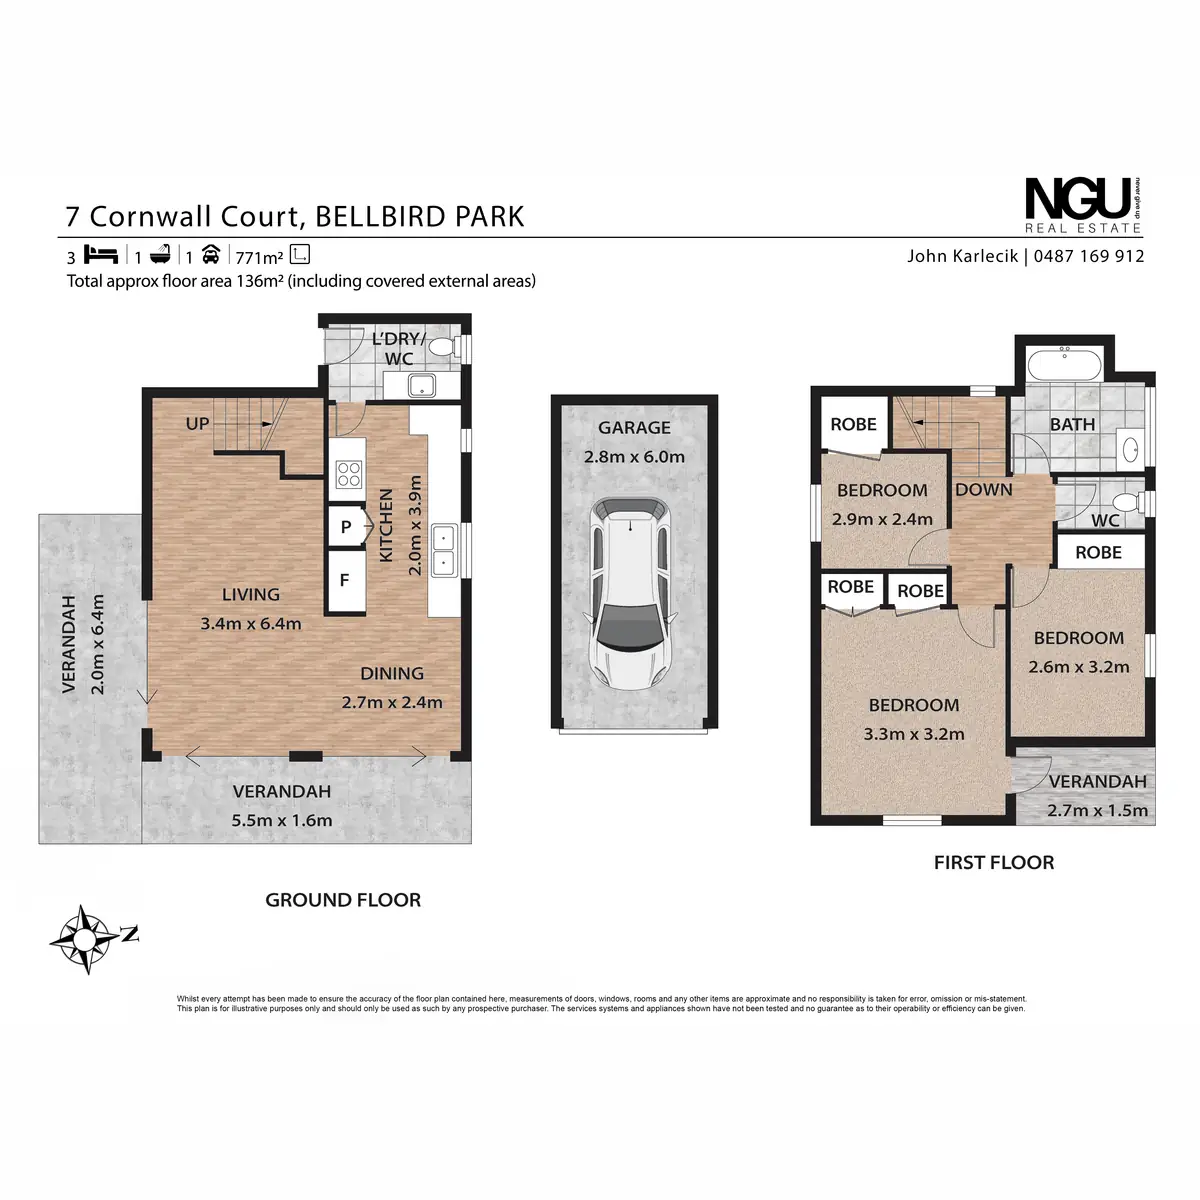 7 Cornwall Court, BELLBIRD PARK
NGU
never give up
REAL ESTATE
3 1 1 771m²
John Karlecik | 0487 169 912
Total approx floor area 136m² (including covered external areas)
L'DRY/
WC
UP
KITCHEN
2.0m x 3.9m
P
F
LIVING
3.4m x 6.4m
DINING
2.7m x 2.4m
VERANDAH
2.0m x 6.4m
VERANDAH
5.5m x 1.6m
GROUND FLOOR
GARAGE
2.8m x 6.0m
ROBE
BATH
BEDROOM
2.9m x 2.4m
DOWN
WC
ROBE
ROBE
ROBE
BEDROOM
2.6m x 3.2m
BEDROOM
3.3m x 3.2m
VERANDAH
2.7m x 1.5m
FIRST FLOOR
N
Whilst every attempt has been made to ensure the accuracy of the floor plan contained here, measurements of doors, windows, rooms and any other items are approximate and no responsibility is taken for error, omission or mis-statement.
This plan is for illustrative purposes only and should only be used as such by any prospective purchaser. The services systems and appliances shown have not been tested and no guarantee as to their operability or efficiency can be given.